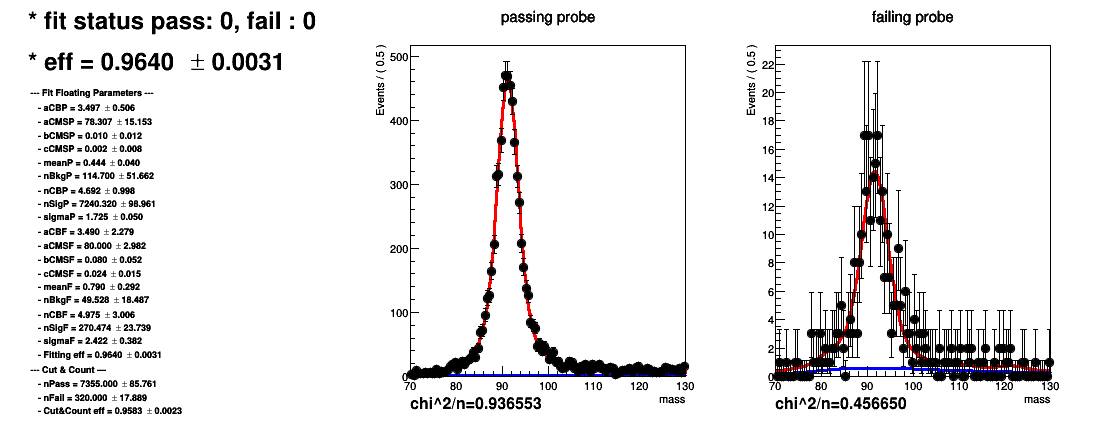 * fit status pass: 0, fail : 0
* eff = 0.9640 ± 0.0031
--- Fit Floating Parameters ---
- aCBP = 3.497 ± 0.506
- aCMSP = 78.307 ± 15.153
- bCMSP = 0.010 ± 0.012
- cCMSP = 0.002 ± 0.008
- meanP = 0.444 ± 0.040
- nBkgP = 114.700 ± 51.662
- nCBP = 4.692 ± 0.998
- nSigP = 7240.320 ± 98.961
- sigmaP = 1.725 ± 0.050
- aCBF = 3.490 ± 2.279
- aCMSF = 80.000 ± 2.982
- bCMSF = 0.080 ± 0.052
- cCMSF = 0.024 ± 0.015
- meanF = 0.790 ± 0.292
- nBkgF = 49.528 ± 18.487
- nCBF = 4.975 ± 3.006
- nSigF = 270.474 ± 23.739
- sigmaF = 2.422 ± 0.382
- Fitting eff = 0.9640 ± 0.0031
--- Cut & Count ---
- nPass = 7355.000 ± 85.761
- nFail = 320.000 ± 17.889
- Cut&Count eff = 0.9583 ± 0.0023
passing probe
Events / ( 0.5 )
500
400
300
200
100
0
70 80 90 100 110 120 130
mass
chi^2/n=0.936553
failing probe
Events / ( 0.5 )
22
20
18
16
14
12
10
8
6
4
2
0
70 80 90 100 110 120 130
mass
chi^2/n=0.456650